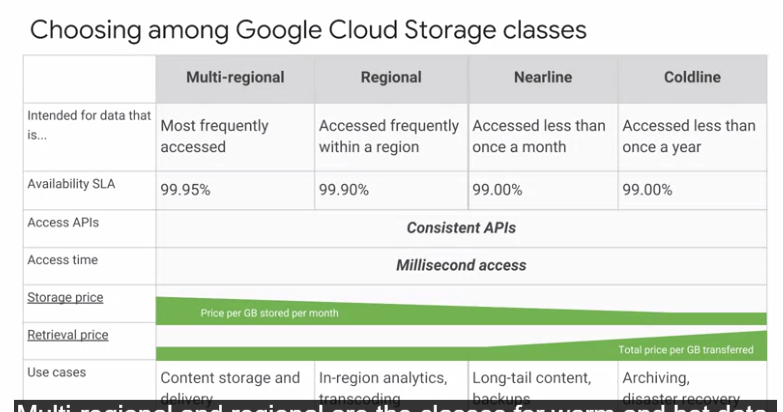 Choosing among Google Cloud Storage classes
Multi-regional Regional Nearline Coldline
Intended for data that is...
Most frequently accessed
Accessed frequently within a region
Accessed less than once a month
Accessed less than once a year
Availability SLA 99.95% 99.90% 99.00% 99.00%
Access APIs Consistent APIs
Access time Millisecond access
Storage price Price per GB stored per month
Retrieval price Total price per GB transferred
Use cases
Content storage and delivery
In-region analytics, transcoding
Long-tail content, backups
Archiving, disaster recovery
Multi-regional and regional are the classes for warm and hot data